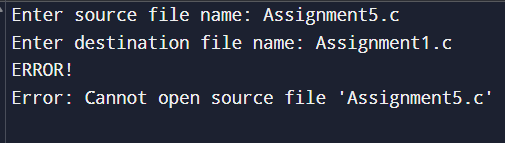 Enter source file name: Assignment5.c
Enter destination file name: Assignment1.c
ERROR!
Error: Cannot open source file 'Assignment5.c'